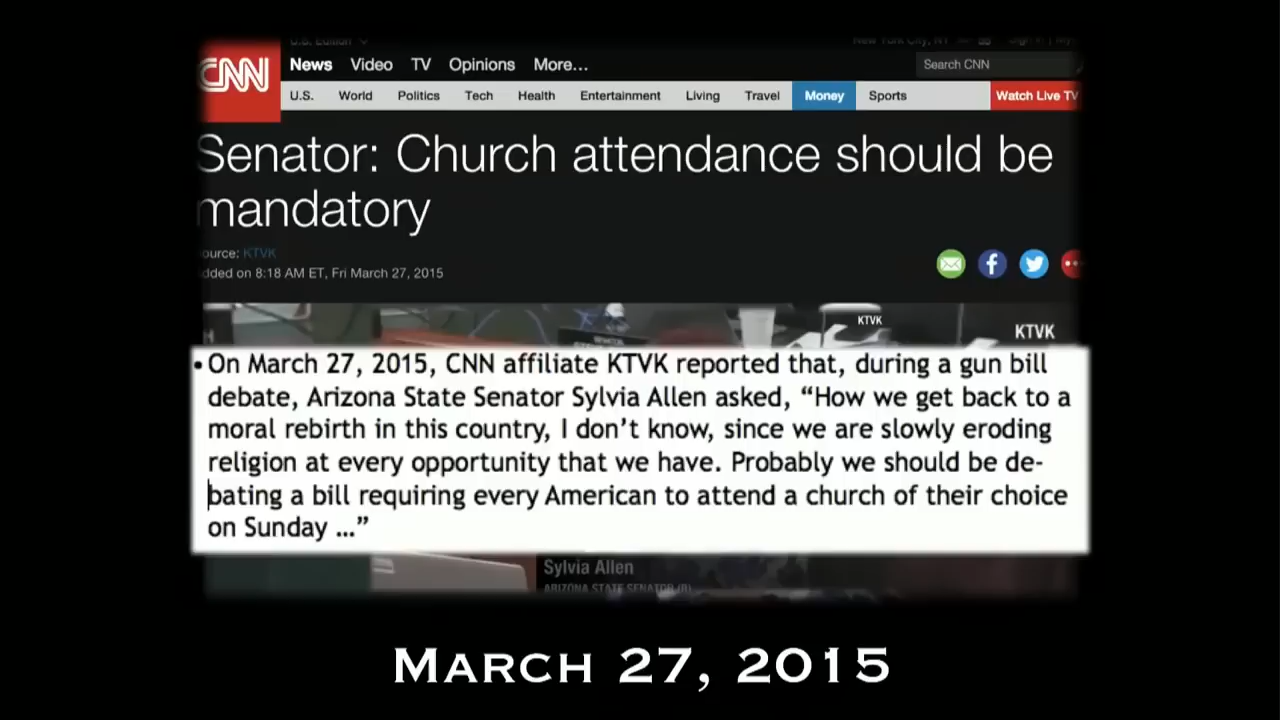 CNN
News Video TV Opinions More...
Search CNN
U.S. World Politics Tech Health Entertainment Living Travel Money Sports Watch Live TV
Senator: Church attendance should be
mandatory
ource: KTVK
dded on 8:18 AM ET, Fri March 27, 2015
KTVK
KTVK
• On March 27, 2015, CNN affiliate KTVK reported that, during a gun bill
debate, Arizona State Senator Sylvia Allen asked, “How we get back to a
moral rebirth in this country, I don’t know, since we are slowly eroding
religion at every opportunity that we have. Probably we should be de-
bating a bill requiring every American to attend a church of their choice
on Sunday ...”
Sylvia Allen
ARIZONA STATE SENATOR (R)
MARCH 27, 2015